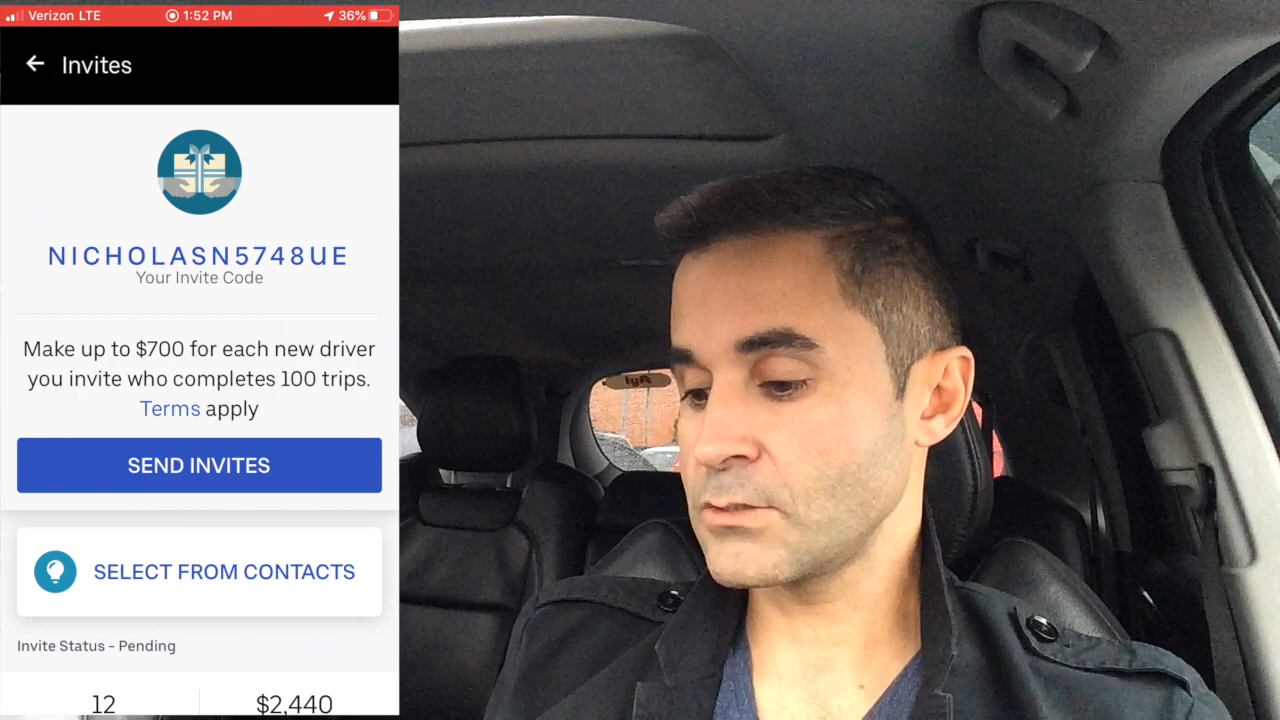 Verizon LTE 1:52 PM 36%
Invites
NICHOLASN5748UE
Your Invite Code
Make up to $700 for each new driver
you invite who completes 100 trips.
Terms apply
SEND INVITES
SELECT FROM CONTACTS
Invite Status - Pending
12 $2,440
lyft